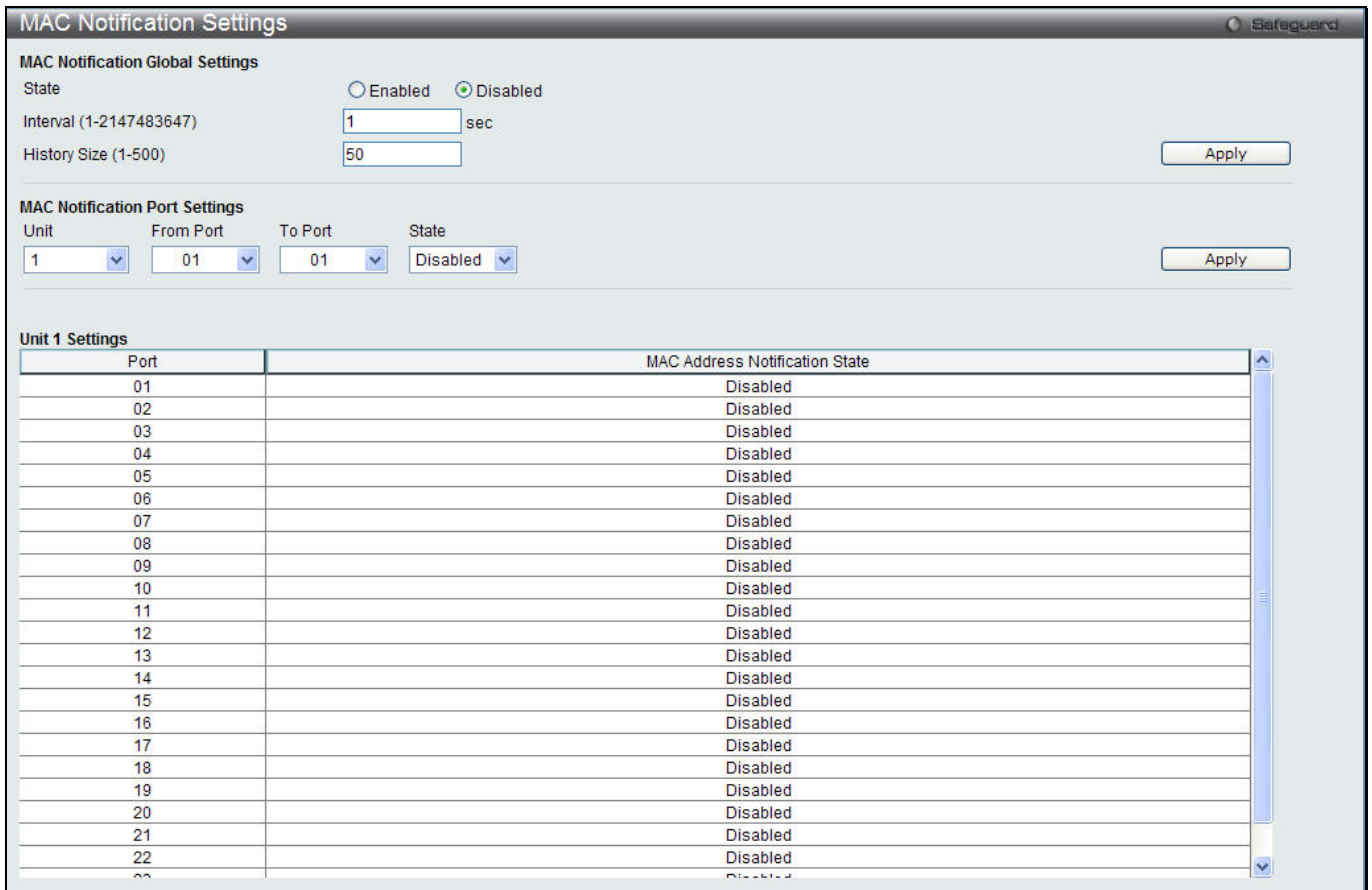 MAC Notification Settings
Safeguard
MAC Notification Global Settings
State Enabled Disabled
Interval (1-2147483647) 1 sec
History Size (1-500) 50 Apply
MAC Notification Port Settings
Unit From Port To Port State
1 01 01 Disabled Apply
Unit 1 Settings
Port MAC Address Notification State
01 Disabled
02 Disabled
03 Disabled
04 Disabled
05 Disabled
06 Disabled
07 Disabled
08 Disabled
09 Disabled
10 Disabled
11 Disabled
12 Disabled
13 Disabled
14 Disabled
15 Disabled
16 Disabled
17 Disabled
18 Disabled
19 Disabled
20 Disabled
21 Disabled
22 Disabled